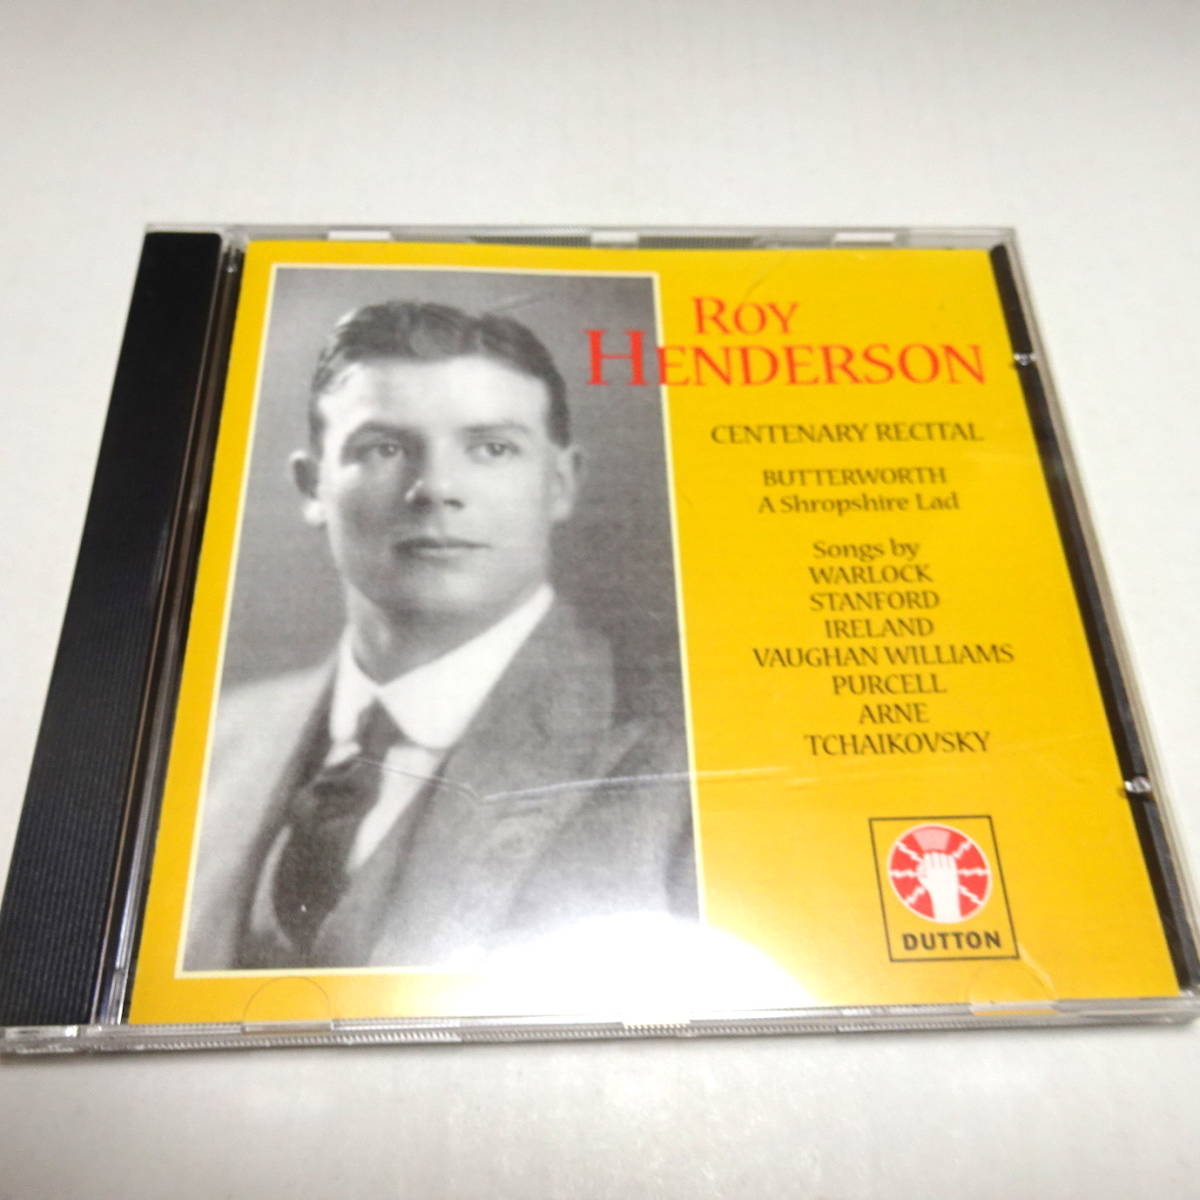 ROY
HENDERSON
CENTENARY RECITAL
BUTTERWORTH
A Shropshire Lad
Songs by
WARLOCK
STANFORD
IRELAND
VAUGHAN WILLIAMS
PURCELL
ARNE
TCHAIKOVSKY
DUTTON